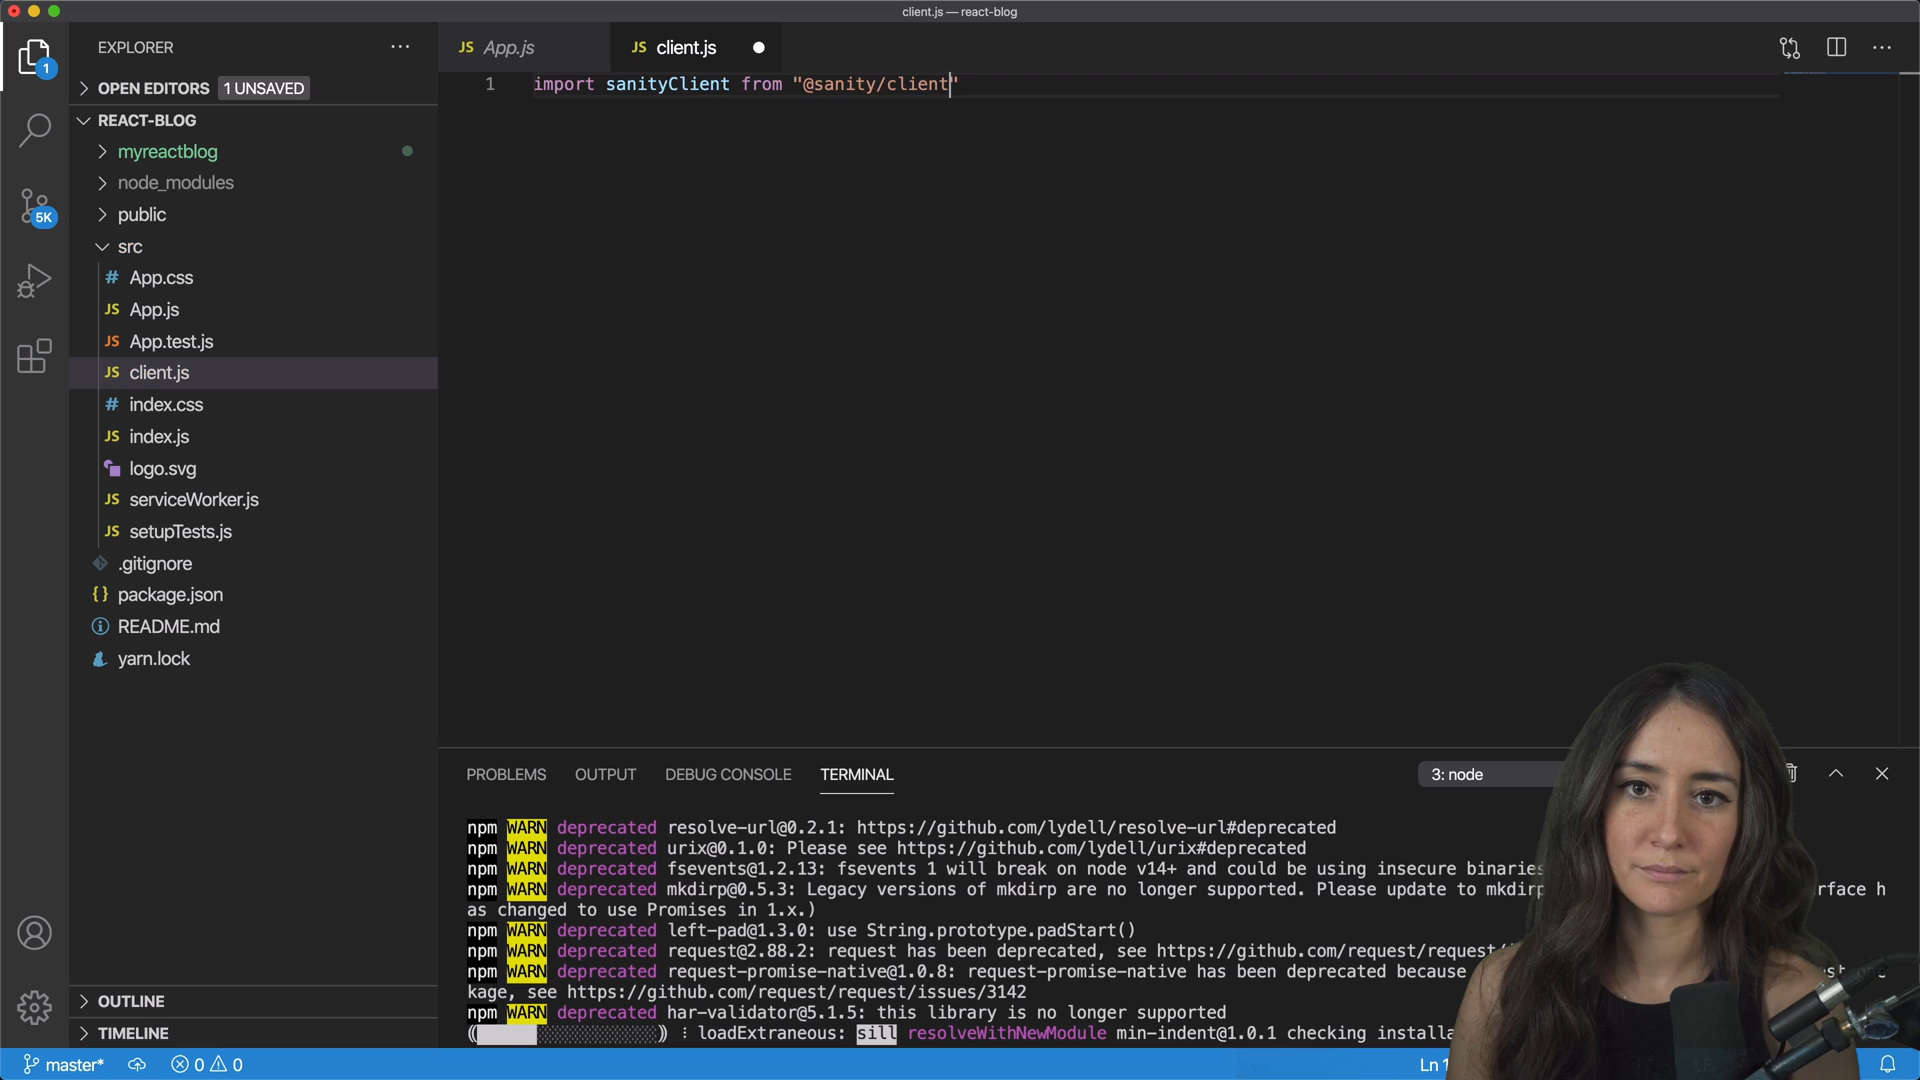 client.js — react-blog
EXPLORER
OPEN EDITORS 1 UNSAVED
REACT-BLOG
myreactblog
node_modules
public
src
# App.css
JS App.js
JS App.test.js
JS client.js
# index.css
JS index.js
logo.svg
JS serviceWorker.js
JS setupTests.js
.gitignore
{} package.json
README.md
yarn.lock
OUTLINE
TIMELINE
1
5K
JS App.js
JS client.js
1 import sanityClient from "@sanity/client"
PROBLEMS OUTPUT DEBUG CONSOLE TERMINAL
3: node
npm WARN deprecated resolve-url@0.2.1: https://github.com/lydell/resolve-url#deprecated
npm WARN deprecated urix@0.1.0: Please see https://github.com/lydell/urix#deprecated
npm WARN deprecated fsevents@1.2.13: fsevents 1 will break on node v14+ and could be using insecure binaries
npm WARN deprecated mkdirp@0.5.3: Legacy versions of mkdirp are no longer supported. Please update to mkdirp rface h
as changed to use Promises in 1.x.)
npm WARN deprecated left-pad@1.3.0: use String.prototype.padStart()
npm WARN deprecated request@2.88.2: request has been deprecated, see https://github.com/request/request/
npm WARN deprecated request-promise-native@1.0.8: request-promise-native has been deprecated because
kage, see https://github.com/request/request/issues/3142
npm WARN deprecated har-validator@5.1.5: this library is no longer supported
() ⸽ loadExtraneous: sill resolveWithNewModule min-indent@1.0.1 checking installa
master* 0 0
Ln 1